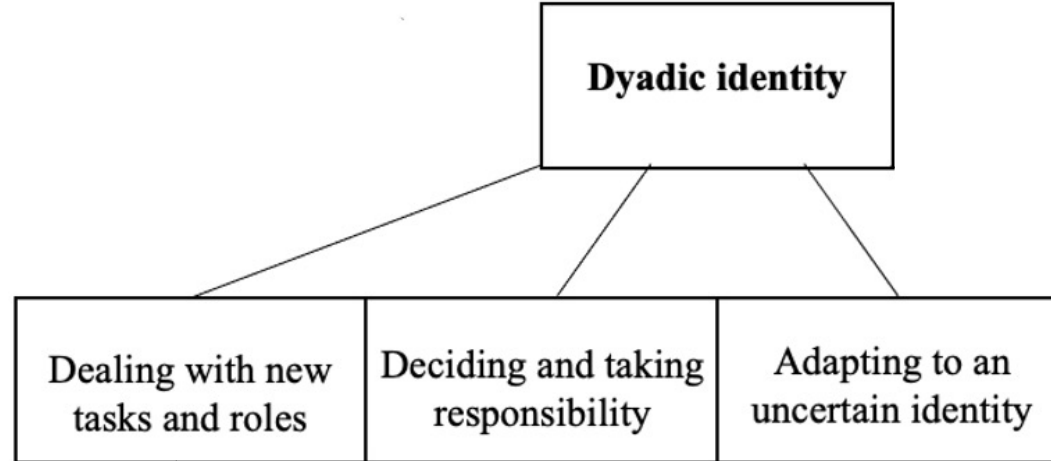 Dyadic identity
Dealing with new
tasks and roles
Deciding and taking
responsibility
Adapting to an
uncertain identity